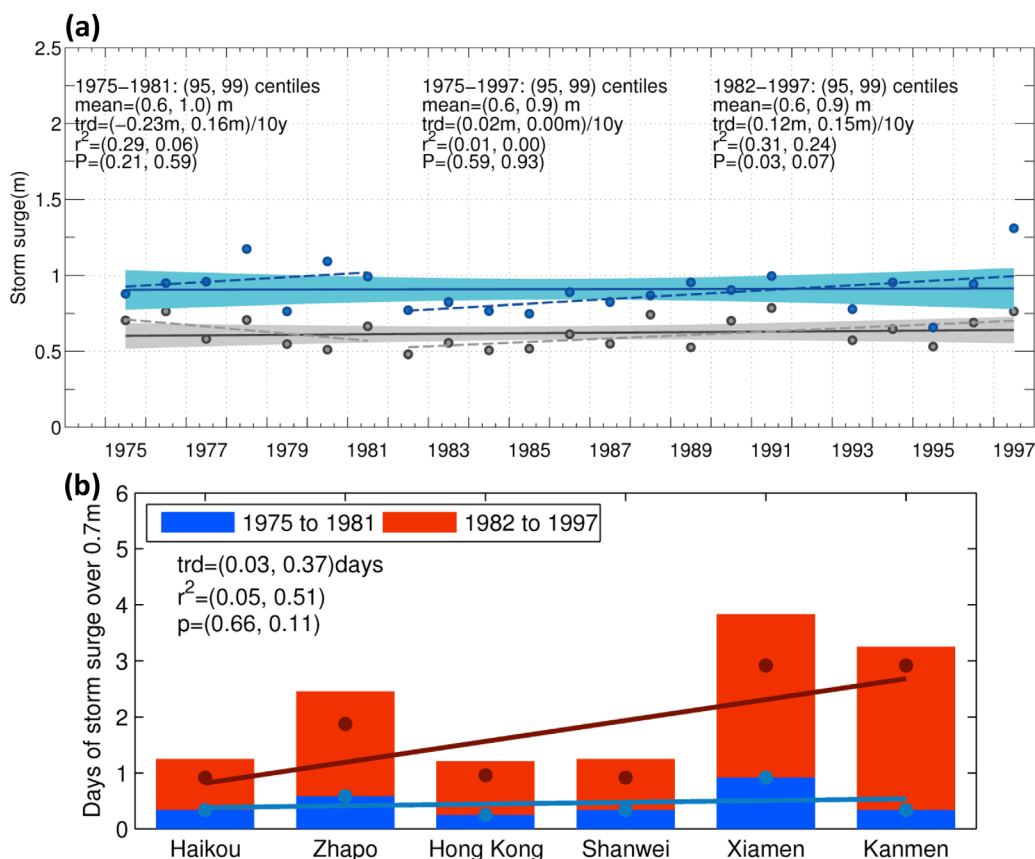 (a)
2.5
2
1.5
1
0.5
0
Storm surge(m)
1975−1981: (95, 99) centiles
mean=(0.6, 1.0) m
trd=(−0.23m, 0.16m)/10y
r²=(0.29, 0.06)
P=(0.21, 0.59)
1975−1997: (95, 99) centiles
mean=(0.6, 0.9) m
trd=(0.02m, 0.00m)/10y
r²=(0.01, 0.00)
P=(0.59, 0.93)
1982−1997: (95, 99) centiles
mean=(0.6, 0.9) m
trd=(0.12m, 0.15m)/10y
r²=(0.31, 0.24)
P=(0.03, 0.07)
1975 1977 1979 1981 1983 1985 1987 1989 1991 1993 1995 1997
(b)
6
5
4
3
2
1
0
Days of storm surge over 0.7m
1975 to 1981 1982 to 1997
trd=(0.03, 0.37)days
r²=(0.05, 0.51)
p=(0.66, 0.11)
Haikou Zhapo Hong Kong Shanwei Xiamen Kanmen